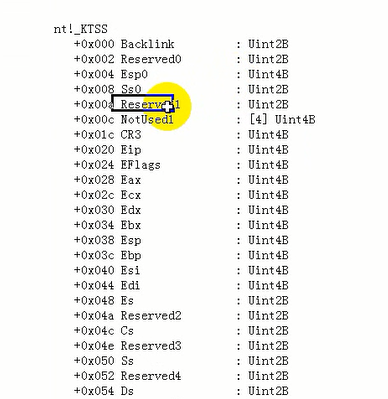 nt!_KTSS
+0x000 Backlink : Uint2B
+0x002 Reserved0 : Uint2B
+0x004 Esp0 : Uint4B
+0x008 Ss0 : Uint2B
+0x00a Reserved1 : Uint2B
+0x00c NotUsed1 : [4] Uint4B
+0x01c CR3 : Uint4B
+0x020 Eip : Uint4B
+0x024 EFlags : Uint4B
+0x028 Eax : Uint4B
+0x02c Ecx : Uint4B
+0x030 Edx : Uint4B
+0x034 Ebx : Uint4B
+0x038 Esp : Uint4B
+0x03c Ebp : Uint4B
+0x040 Esi : Uint4B
+0x044 Edi : Uint4B
+0x048 Es : Uint2B
+0x04a Reserved2 : Uint2B
+0x04c Cs : Uint2B
+0x04e Reserved3 : Uint2B
+0x050 Ss : Uint2B
+0x052 Reserved4 : Uint2B
+0x054 Ds : Uint2B